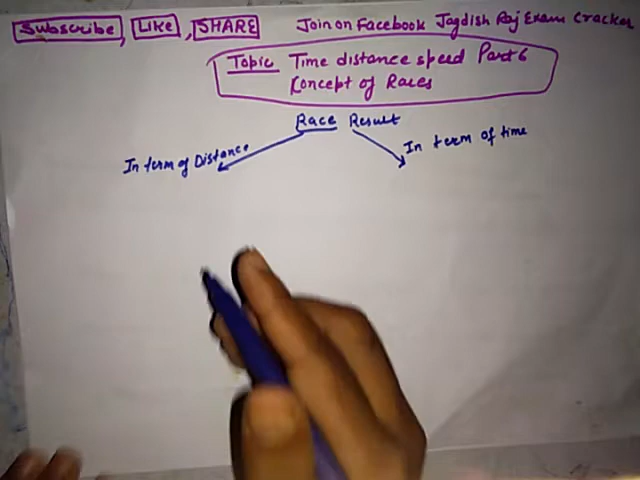 Subscribe, Like, SHARE Join on Facebook Jagdish Raj Exam Cracker
Topic Time distance speed Part 6
Concept of Races
Race Result
In term of Distance
In term of time